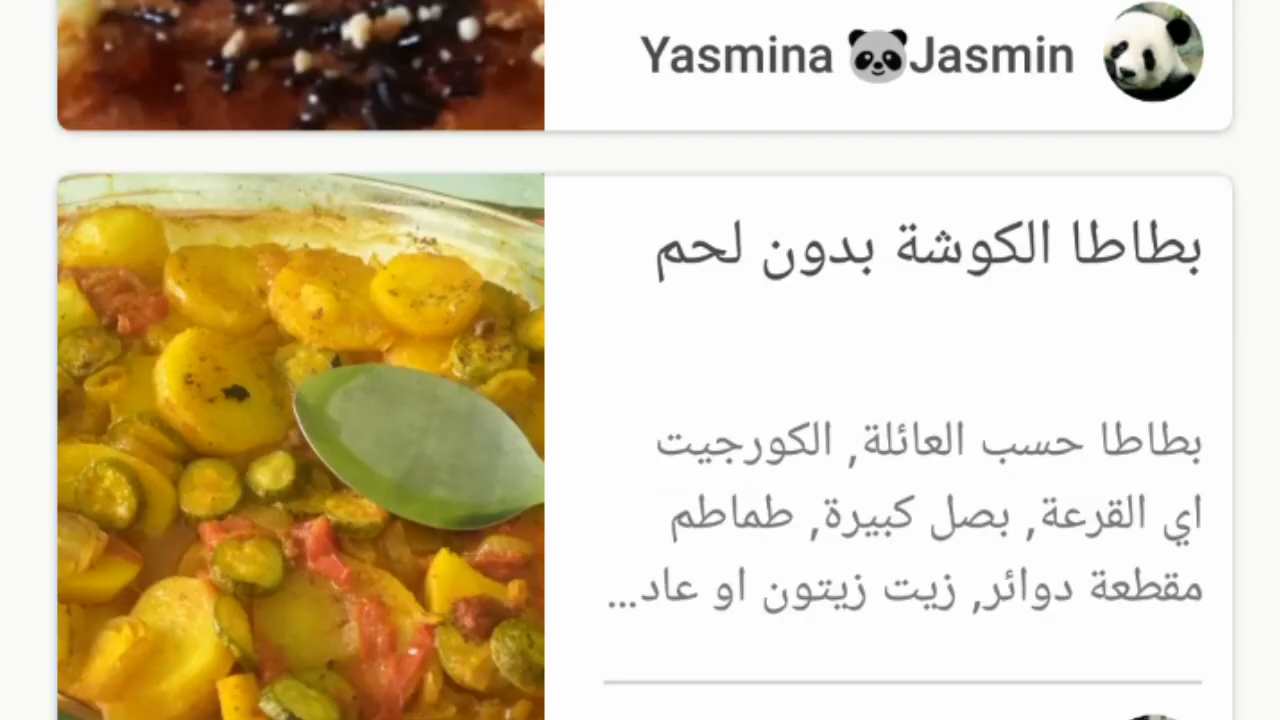 Yasmina 🐼Jasmin
بطاطا الكوشة بدون لحم
بطاطا حسب العائلة, الكورجيت
اي القرعة, بصل كبيرة, طماطم
مقطعة دوائر, زيت زيتون او عاد...